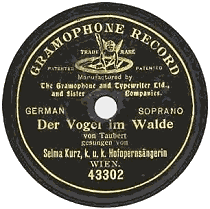 GRAMOPHONE RECORD
TRADE MARK
PATENTED PATENTED
Manufactured by
The Gramophone and Typewriter Ltd.,
and Sister Companies.
GERMAN SOPRANO
Der Vogel im Walde
von Taubert
gesungen von
Selma Kurz, k. u. k. Hofopernsängerin
WIEN.
43302